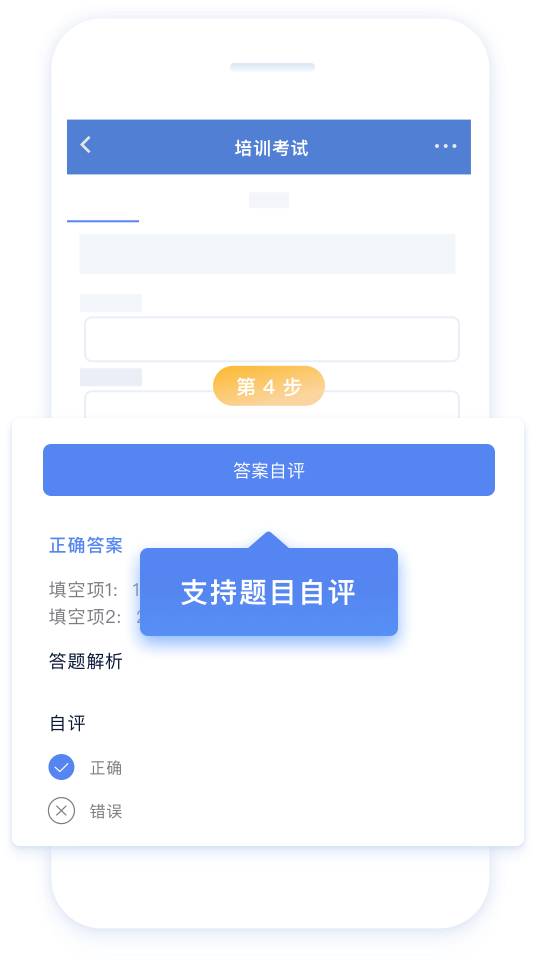 培训考试
第 4 步
答案自评
正确答案
支持题目自评
填空项1: 1
填空项2:
答题解析
自评
正确
错误